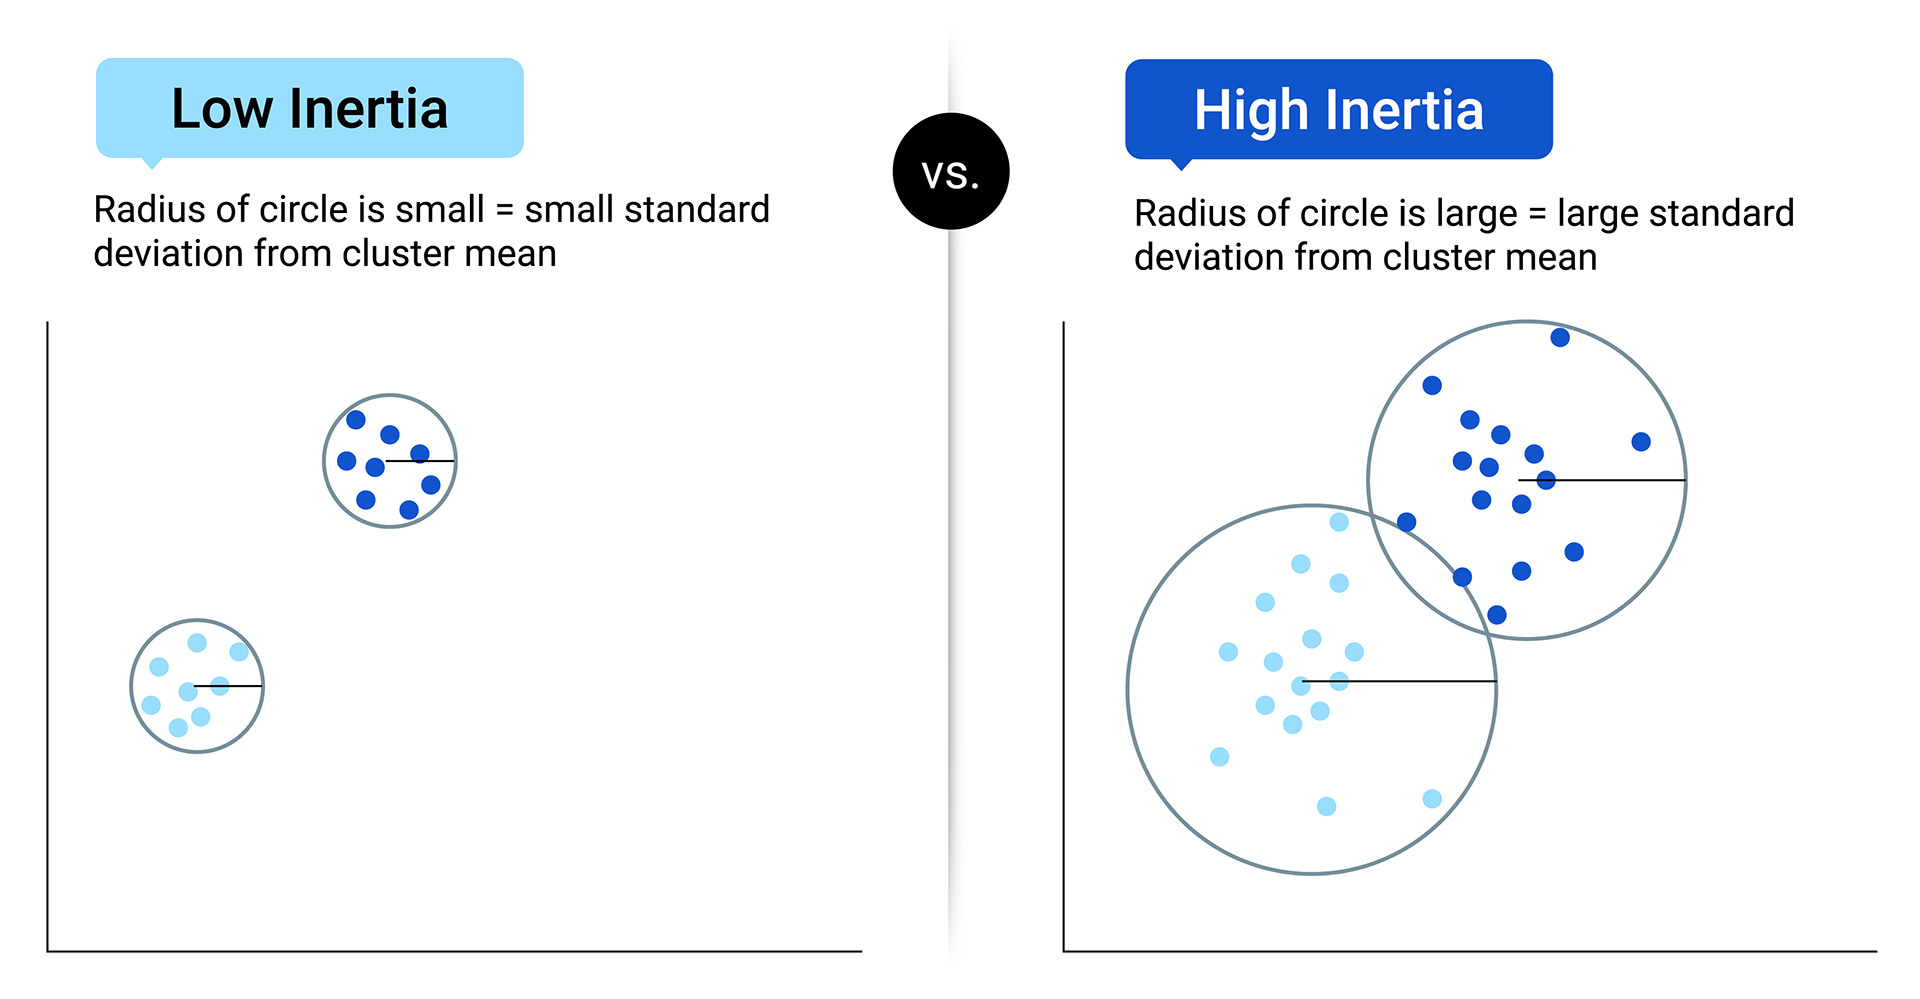 Low Inertia
Radius of circle is small = small standard
deviation from cluster mean
vs.
High Inertia
Radius of circle is large = large standard
deviation from cluster mean